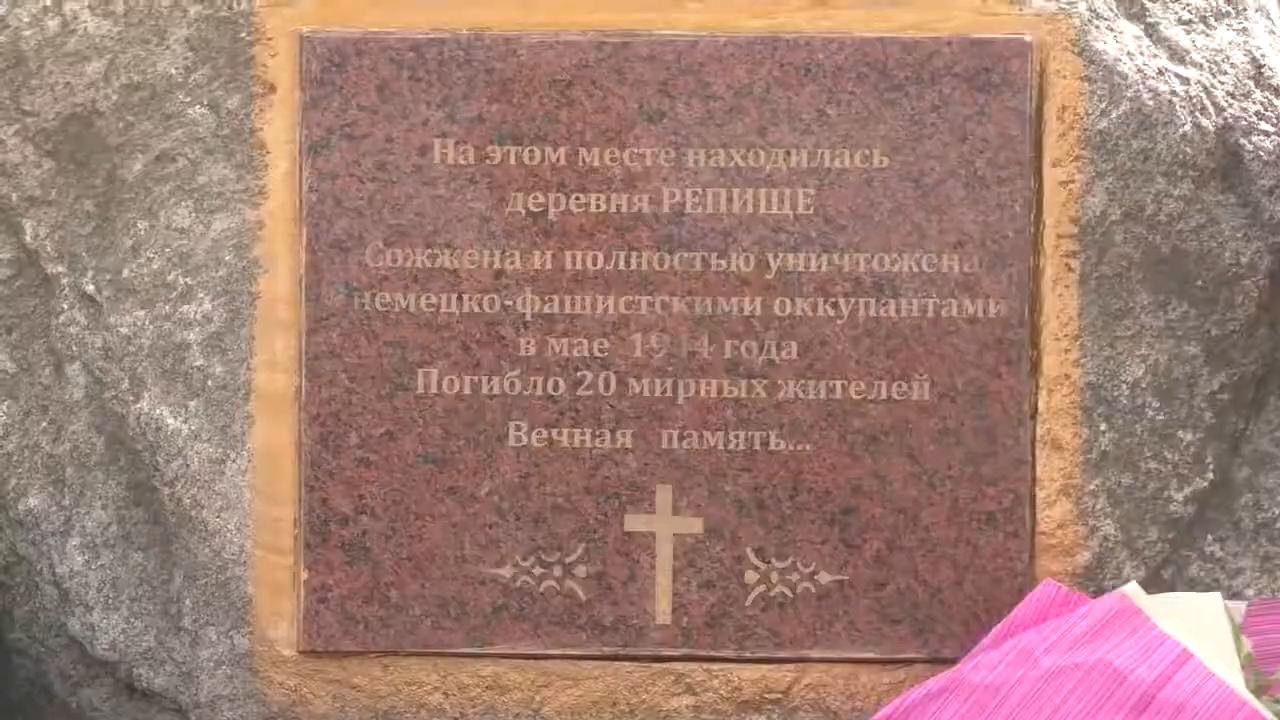 На этом месте находилась
деревня РЕПИЩЕ
Сожжена и полностью уничтожена
немецко-фашистскими оккупантами
в мае 1944 года
Погибло 20 мирных жителей
Вечная память...